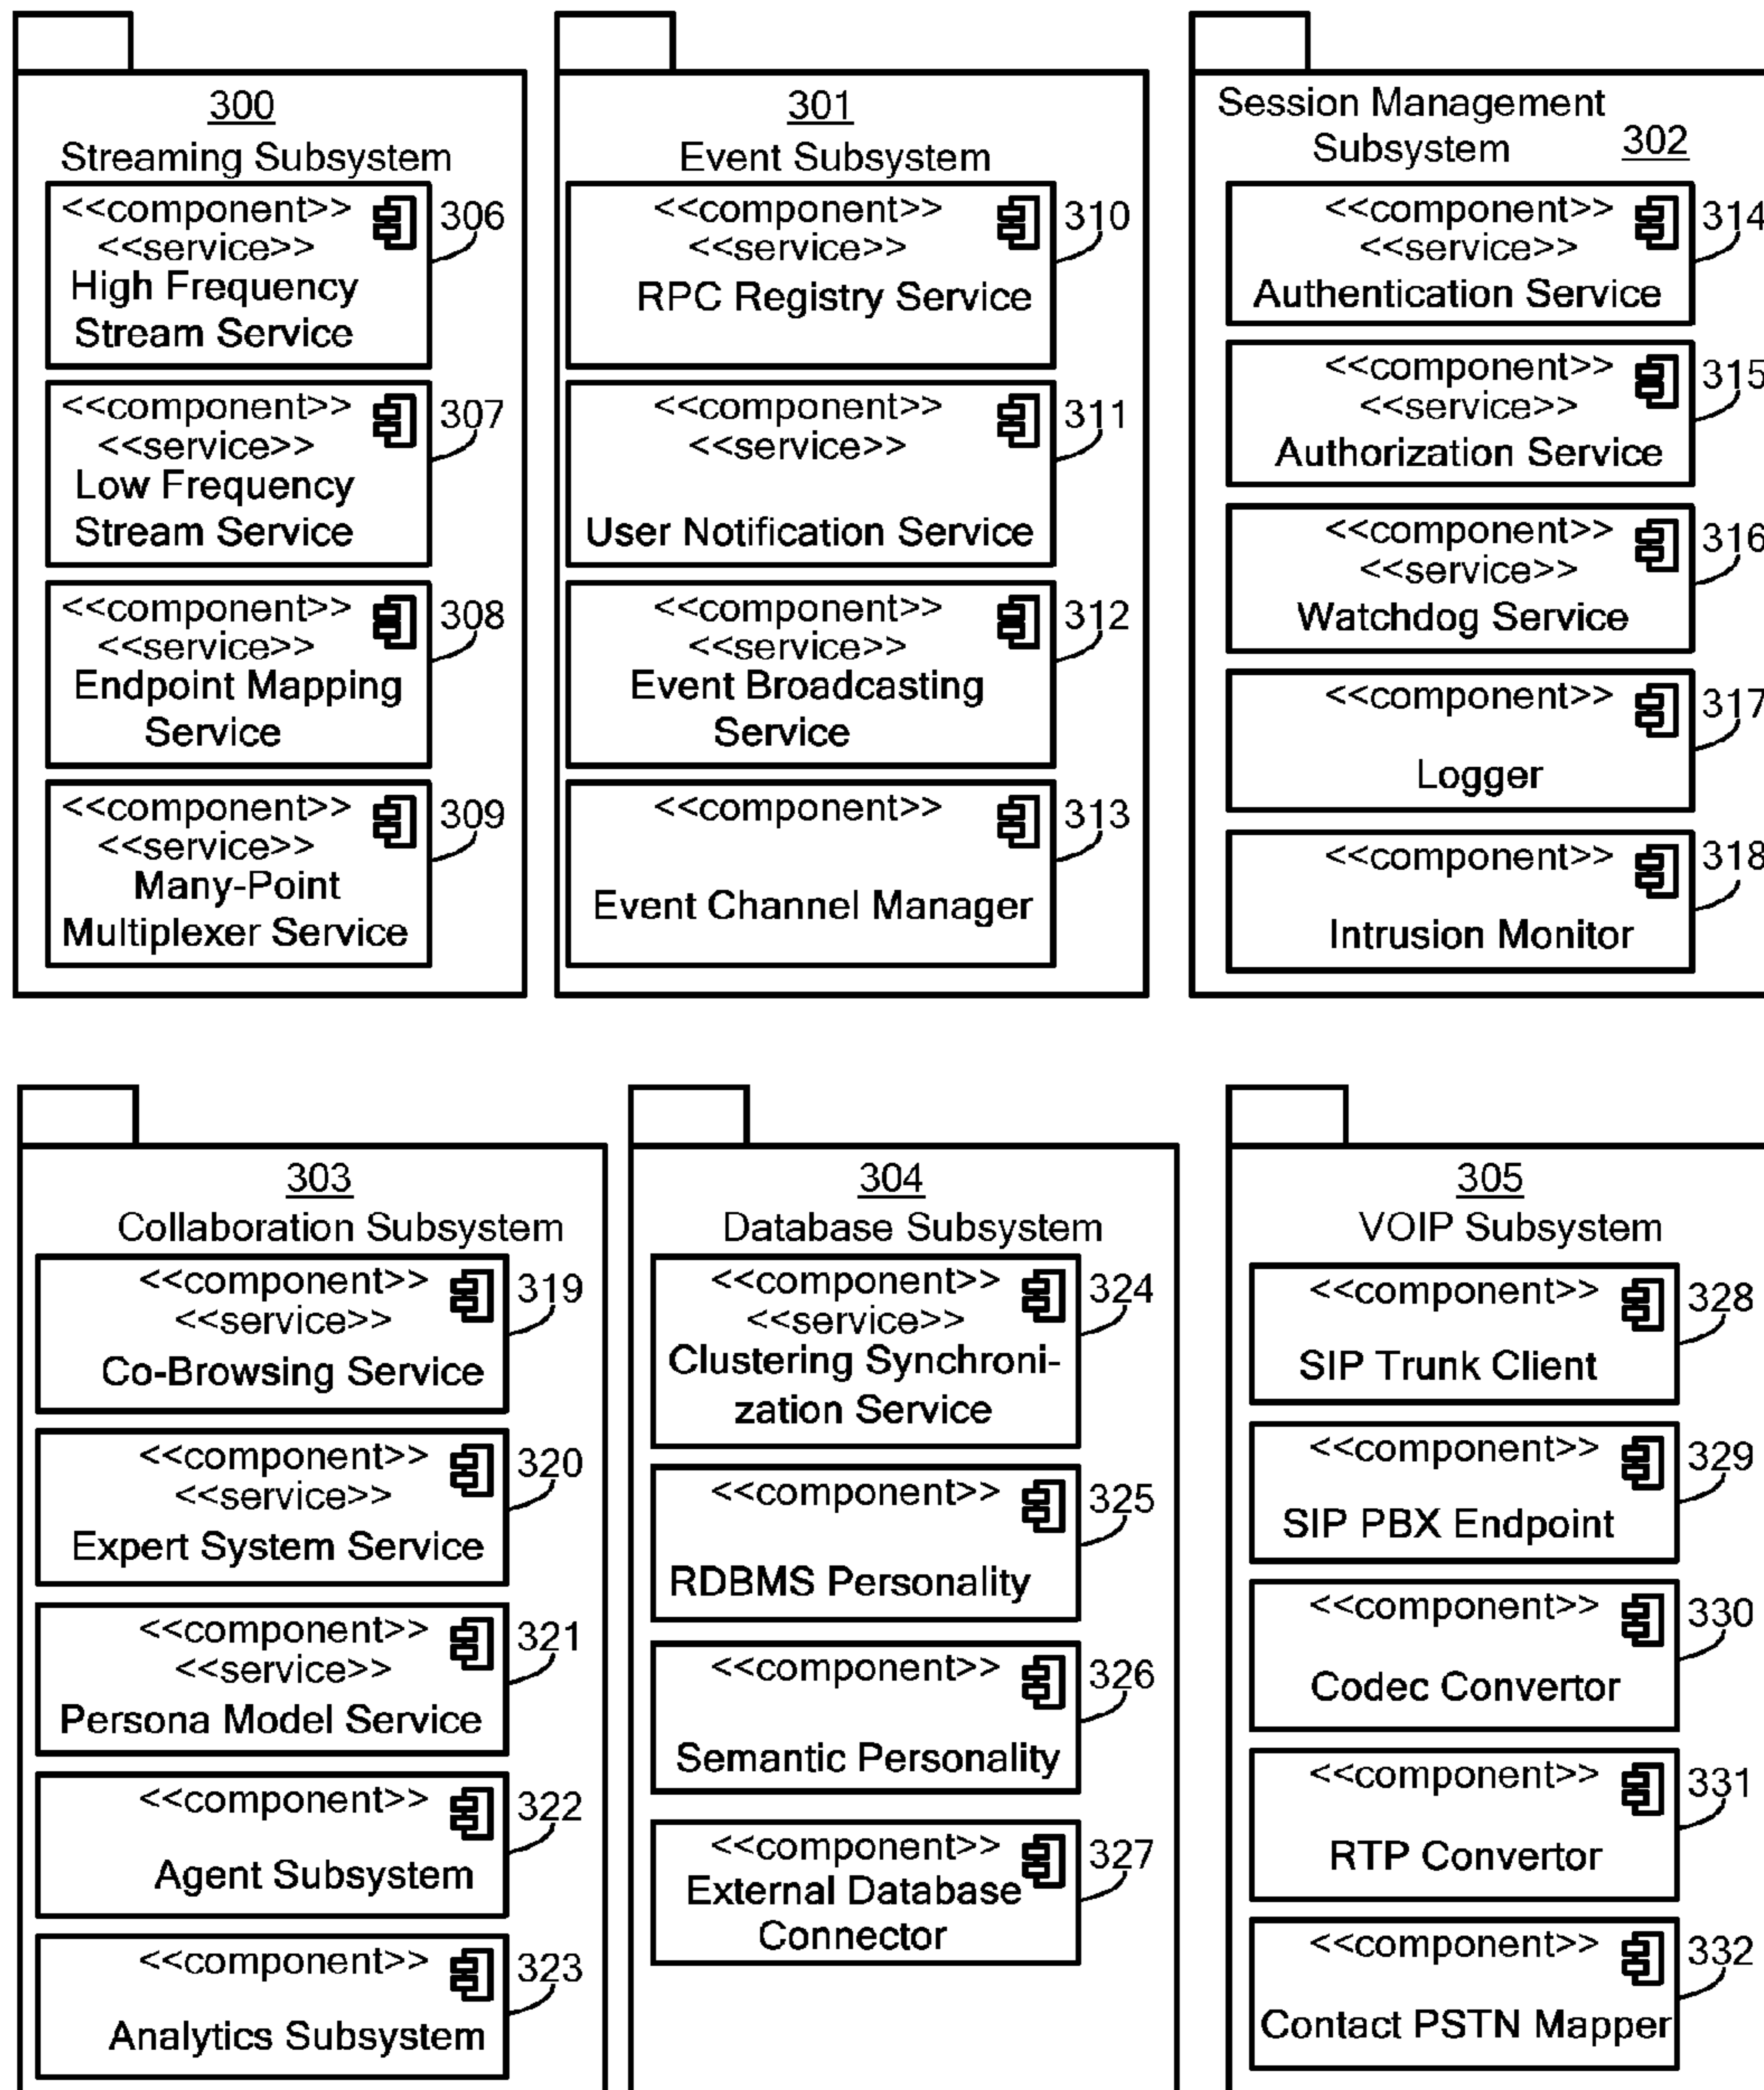 300
Streaming Subsystem
<<component>>
<<service>>
306
High Frequency
Stream Service
<<component>>
<<service>>
307
Low Frequency
Stream Service
<<component>>
<<service>>
308
Endpoint Mapping
Service
<<component>>
<<service>>
309
Many-Point
Multiplexer Service
301
Event Subsystem
<<component>>
<<service>>
310
RPC Registry Service
<<component>>
<<service>>
311
User Notification Service
<<component>>
<<service>>
312
Event Broadcasting
Service
<<component>>
313
Event Channel Manager
Session Management
Subsystem
302
<<component>>
<<service>>
314
Authentication Service
<<component>>
<<service>>
315
Authorization Service
<<component>>
<<service>>
316
Watchdog Service
<<component>>
317
Logger
<<component>>
318
Intrusion Monitor
303
Collaboration Subsystem
<<component>>
<<service>>
319
Co-Browsing Service
<<component>>
<<service>>
320
Expert System Service
<<component>>
<<service>>
321
Persona Model Service
<<component>>
322
Agent Subsystem
<<component>>
323
Analytics Subsystem
304
Database Subsystem
<<component>>
<<service>>
324
Clustering Synchroni-
zation Service
<<component>>
325
RDBMS Personality
<<component>>
326
Semantic Personality
<<component>>
327
External Database
Connector
305
VOIP Subsystem
<<component>>
328
SIP Trunk Client
<<component>>
329
SIP PBX Endpoint
<<component>>
330
Codec Convertor
<<component>>
331
RTP Convertor
<<component>>
332
Contact PSTN Mapper